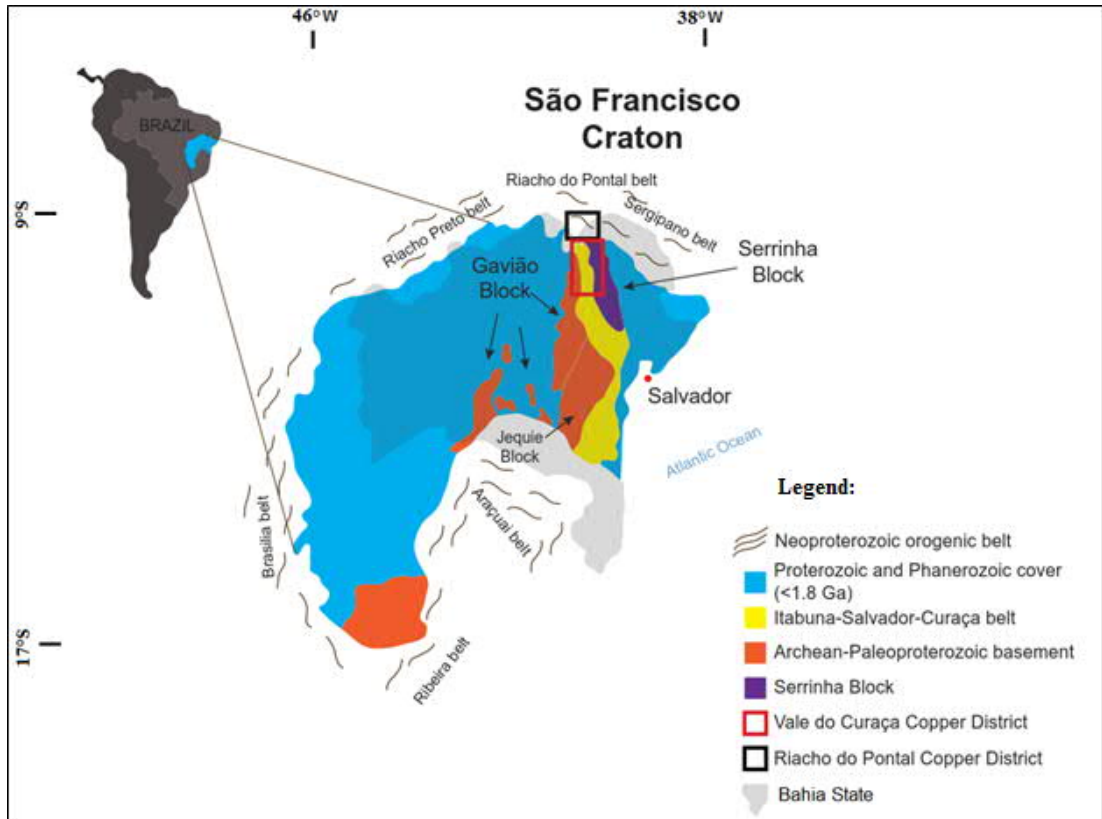 46°W
38°W
São Francisco
Craton
BRAZIL
Riacho do Pontal belt
9°S
Riacho Preto belt
Sergipano belt
Gavião
Block
Serrinha
Block
Salvador
Jequie
Block
Atlantic Ocean
Araçuai belt
Brasilia belt
17°S
Ribeira belt
Legend:
Neoproterozoic orogenic belt
Proterozoic and Phanerozoic cover
(<1.8 Ga)
Itabuna-Salvador-Curaça belt
Archean-Paleoproterozoic basement
Serrinha Block
Vale do Curaça Copper District
Riacho do Pontal Copper District
Bahia State